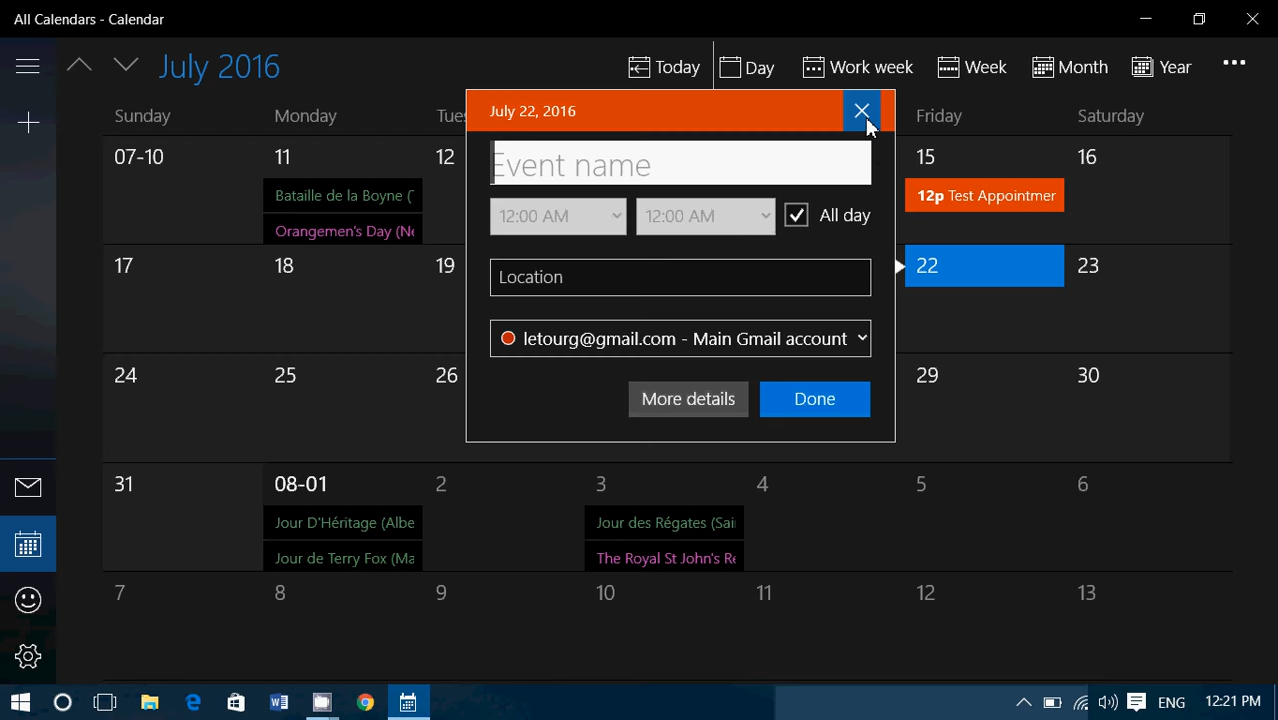 All Calendars - Calendar
July 2016
Today
Day
Work week
Week
Month
Year
Sunday
Monday
Friday
Saturday
07-10
11
12
15
16
Bataille de la Boyne (
Orangemen's Day (Ne
12p Test Appointmer
17
18
19
22
23
24
25
26
29
30
31
08-01
2
3
4
5
6
Jour D'Héritage (Albe
Jour de Terry Fox (Ma
Jour des Régates (Sai
The Royal St John's Re
7
8
9
10
11
12
13
July 22, 2016
Event name
12:00 AM
12:00 AM
All day
Location
letourg@gmail.com - Main Gmail account
More details
Done
ENG
12:21 PM